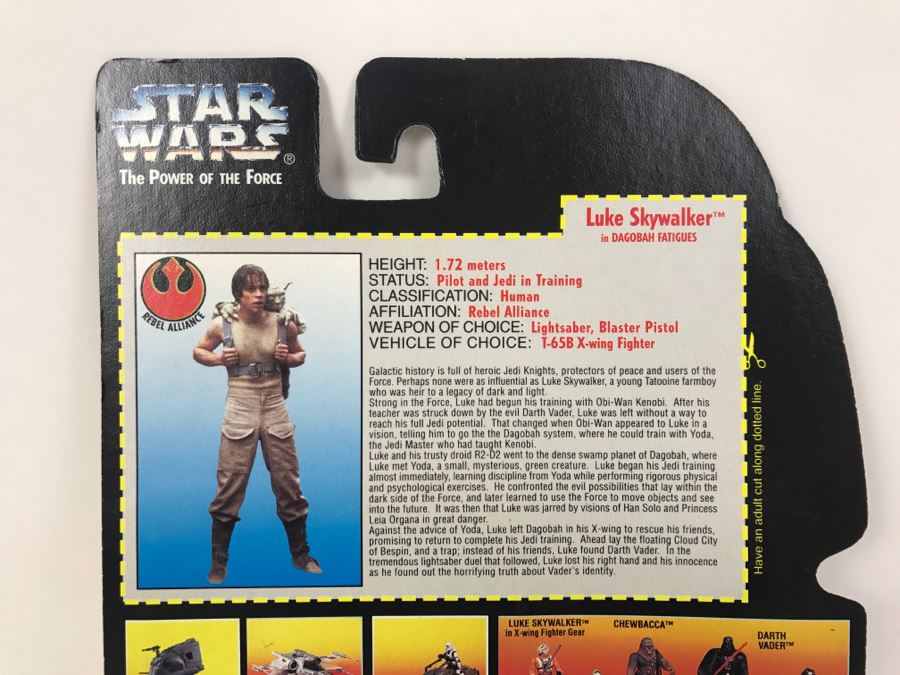 STAR
WARS®
The POWER OF THE FORCE
Luke Skywalker™
in DAGOBAH FATIGUES
REBEL ALLIANCE
HEIGHT: 1.72 meters
STATUS: Pilot and Jedi in Training
CLASSIFICATION: Human
AFFILIATION: Rebel Alliance
WEAPON OF CHOICE: Lightsaber, Blaster Pistol
VEHICLE OF CHOICE: T-65B X-wing Fighter
Galactic history is full of heroic Jedi Knights, protectors of peace and users of the
Force. Perhaps none were as influential as Luke Skywalker, a young Tatooine farmboy
who was heir to a legacy of dark and light.
Strong in the Force, Luke had begun his training with Obi-Wan Kenobi. After his
teacher was struck down by the evil Darth Vader, Luke was left without a way to
reach his full Jedi potential. That changed when Obi-Wan appeared to Luke in a
vision, telling him to go the the Dagobah system, where he could train with Yoda,
the Jedi Master who had taught Kenobi.
Luke and his trusty droid R2-D2 went to the dense swamp planet of Dagobah, where
Luke met Yoda, a small, mysterious, green creature. Luke began his Jedi training
almost immediately, learning discipline from Yoda while performing rigorous physical
and psychological exercises. He confronted the evil possibilities that lay within the
dark side of the Force, and later learned to use the Force to move objects and see
into the future. It was then that Luke was jarred by visions of Han Solo and Princess
Leia Organa in great danger.
Against the advice of Yoda, Luke left Dagobah in his X-wing to rescue his friends,
promising to return to complete his Jedi training. Ahead lay the floating Cloud City
of Bespin, and a trap; instead of his friends, Luke found Darth Vader. In the
tremendous lightsaber duel that followed, Luke lost his right hand and his innocence
as he found out the horrifying truth about Vader's identity.
Have an adult cut along dotted line.
LUKE SKYWALKER™
in X-wing Fighter Gear
CHEWBACCA™
DARTH
VADER™